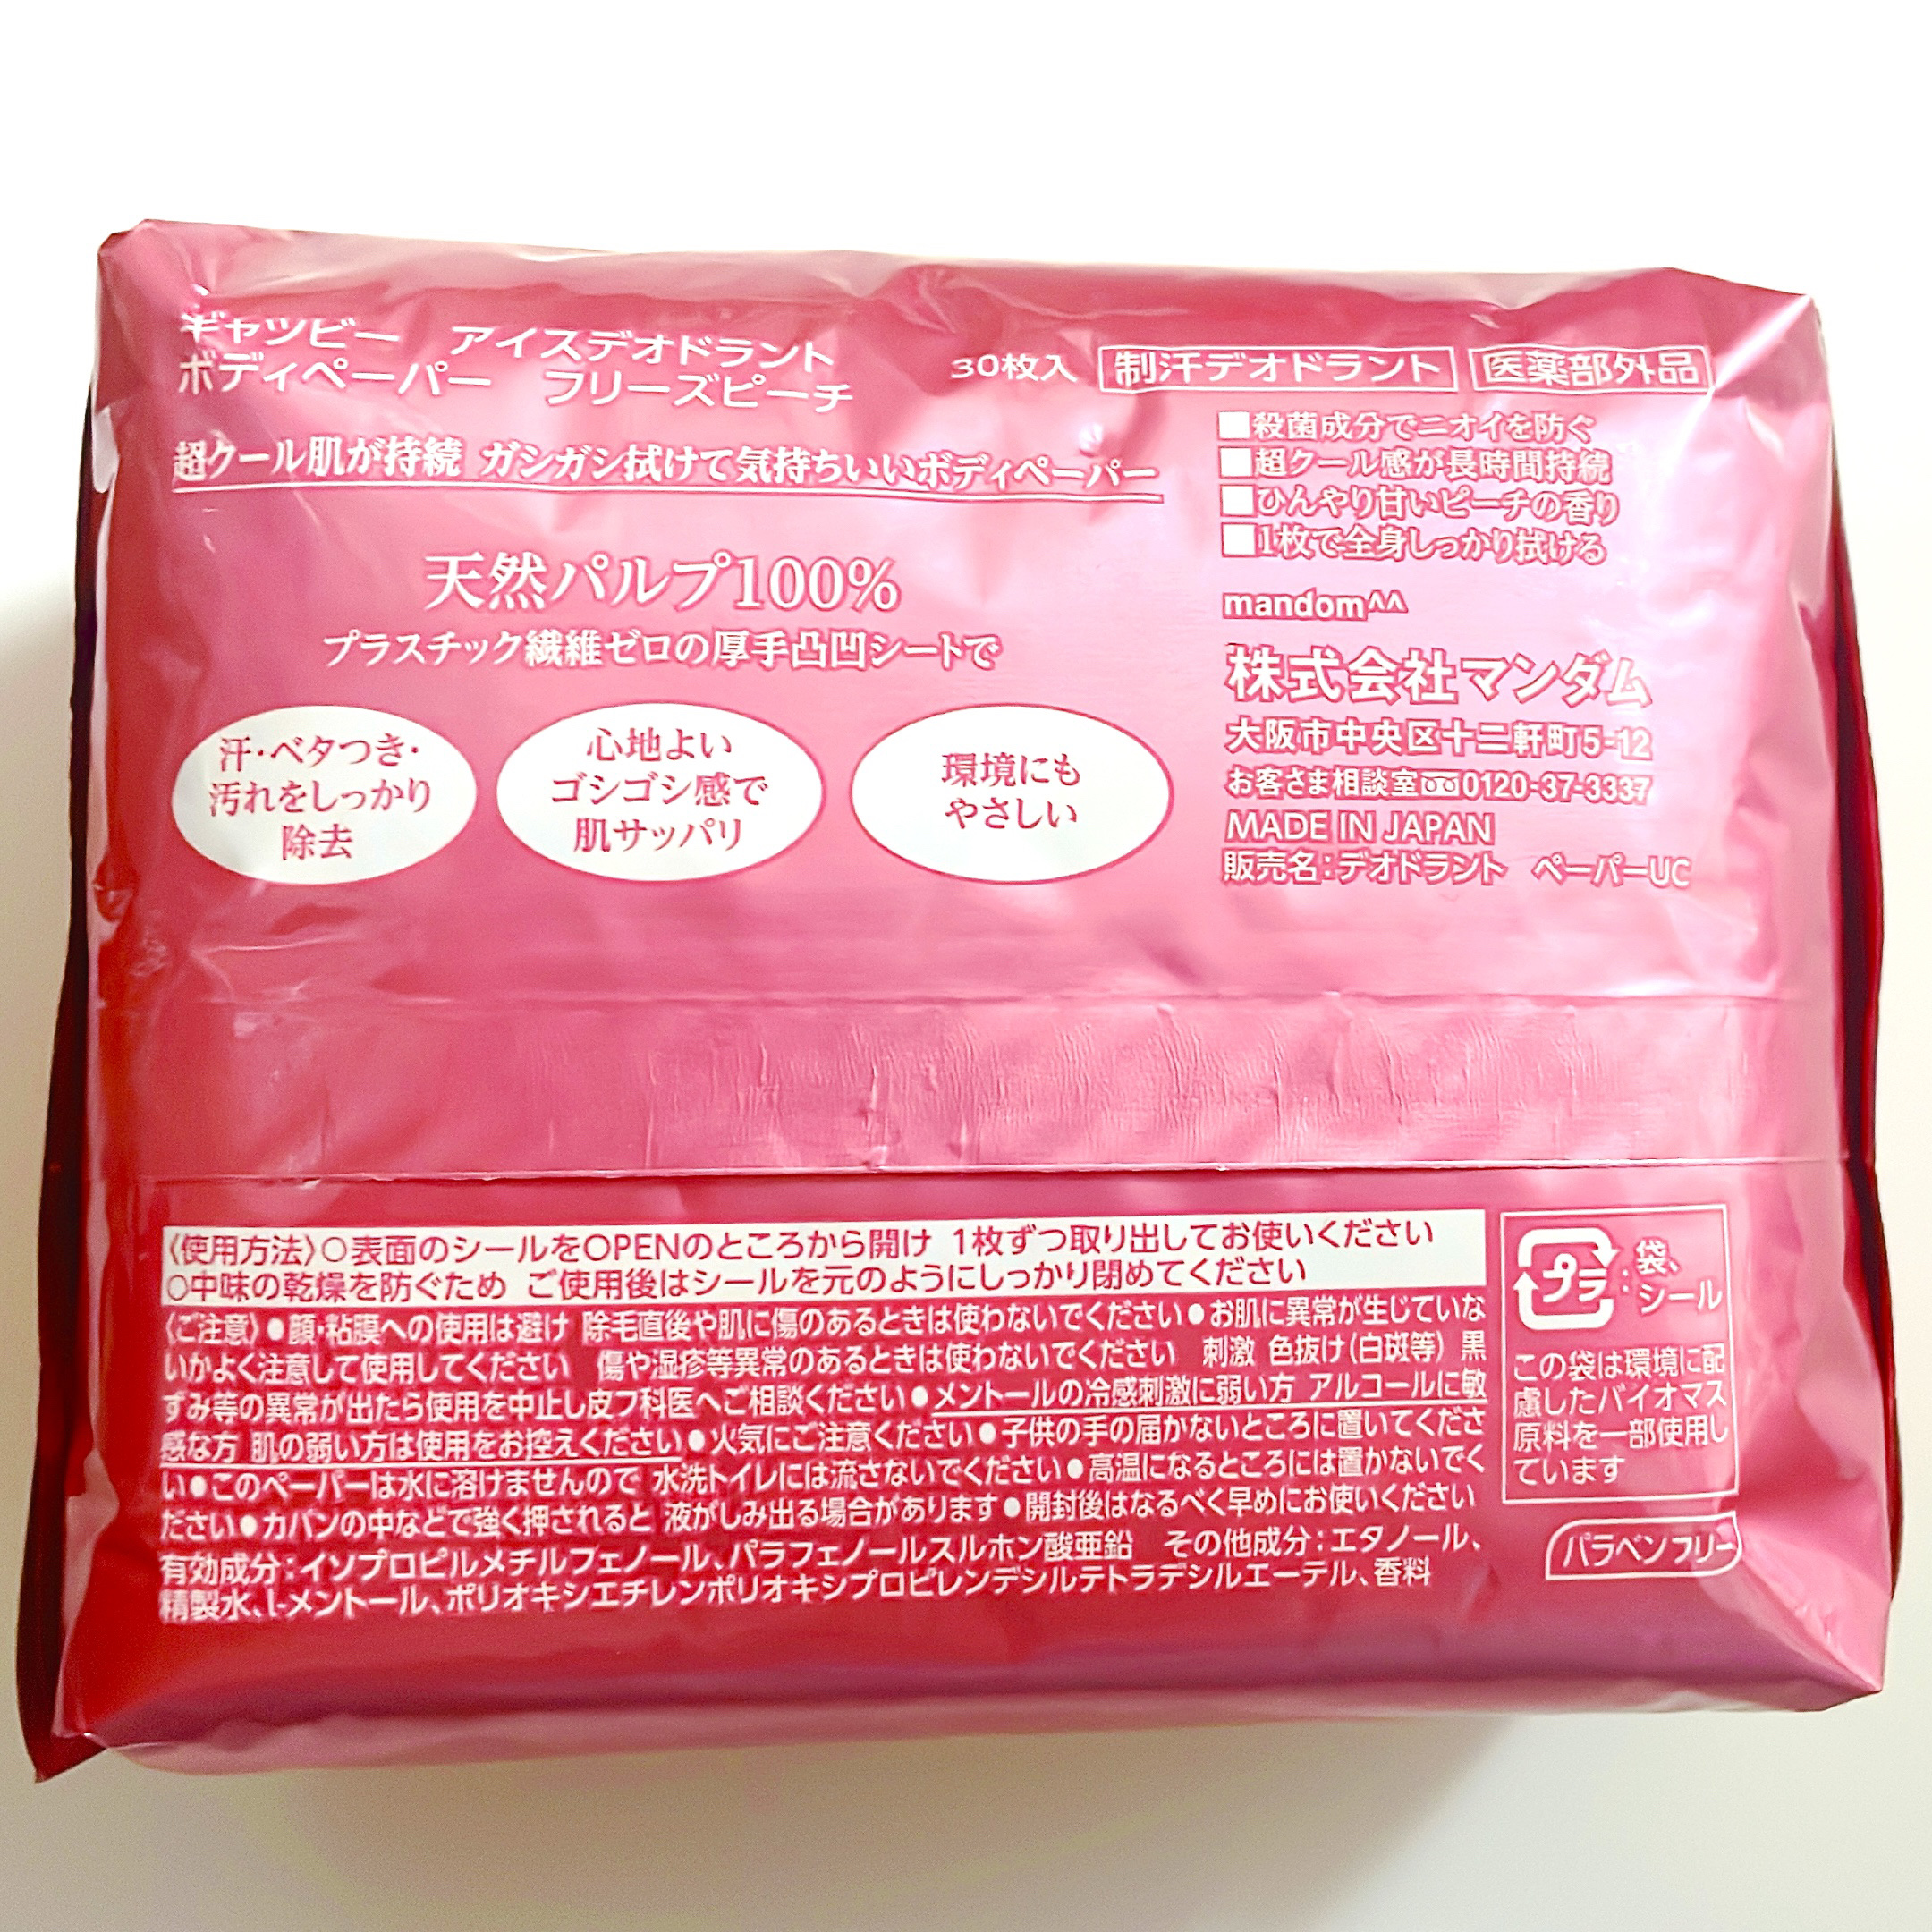 ギャツビー　アイスデオドラント
ボディペーパー　フリーズピーチ
30枚入 制汗デオドラント 医薬部外品
超クール肌が持続 ガシガシ拭けて気持ちいいボディペーパー
天然パルプ100%
プラスチック繊維ゼロの厚手凸凹シートで
汗・ベタつき・
汚れをしっかり
除去
心地よい
ゴシゴシ感で
肌サッパリ
環境にも
やさしい
■殺菌成分でニオイを防ぐ
■超クール感が長時間持続
■ひんやり甘いピーチの香り
■1枚で全身しっかり拭ける
mandom^^
株式会社マンダム
大阪市中央区十二軒町5-12
お客さま相談室 0120-37-3337
MADE IN JAPAN
販売名：デオドラント　ペーパーUC
〈使用方法〉○表面のシールをOPENのところから開け 1枚ずつ取り出してお使いください
○中味の乾燥を防ぐため ご使用後はシールを元のようにしっかり閉めてください
〈ご注意〉●顔・粘膜への使用は避け 除毛直後や肌に傷のあるときは使わないでください●お肌に異常が生じていな
いかよく注意して使用してください　傷や湿疹等異常のあるときは使わないでください　刺激 色抜け(白斑等) 黒
ずみ等の異常が出たら使用を中止し皮フ科医へご相談ください●メントールの冷感刺激に弱い方 アルコールに敏
感な方 肌の弱い方は使用をお控えください●火気にご注意ください●子供の手の届かないところに置いてくださ
い●このペーパーは水に溶けませんので 水洗トイレには流さないでください●高温になるところには置かないでく
ださい●カバンの中などで強く押されると 液がしみ出る場合があります●開封後はなるべく早めにお使いください
有効成分：イソプロピルメチルフェノール、パラフェノールスルホン酸亜鉛　その他成分：エタノール、
精製水、l-メントール、ポリオキシエチレンポリオキシプロピレンデシルテトラデシルエーテル、香料
プラ：袋、
シール
この袋は環境に配
慮したバイオマス
原料を一部使用し
ています
パラベンフリー